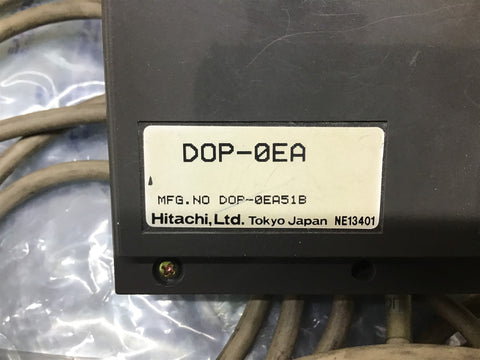 DOP-0EA
MFG.NO DOP-0EA51B
Hitachi,Ltd. Tokyo Japan NE13401